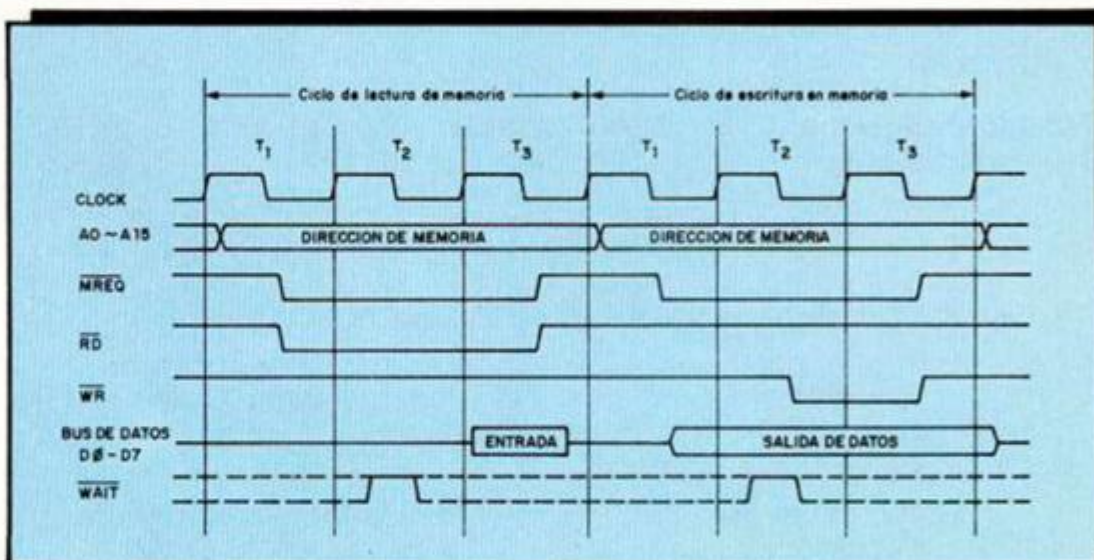 Ciclo de lectura de memoria
Ciclo de escritura en memoria
T1 T2 T3 T1 T2 T3
CLOCK
A0 ~ A15
DIRECCION DE MEMORIA
DIRECCION DE MEMORIA
MREQ
RD
WR
BUS DE DATOS
DØ - D7
ENTRADA
SALIDA DE DATOS
WAIT